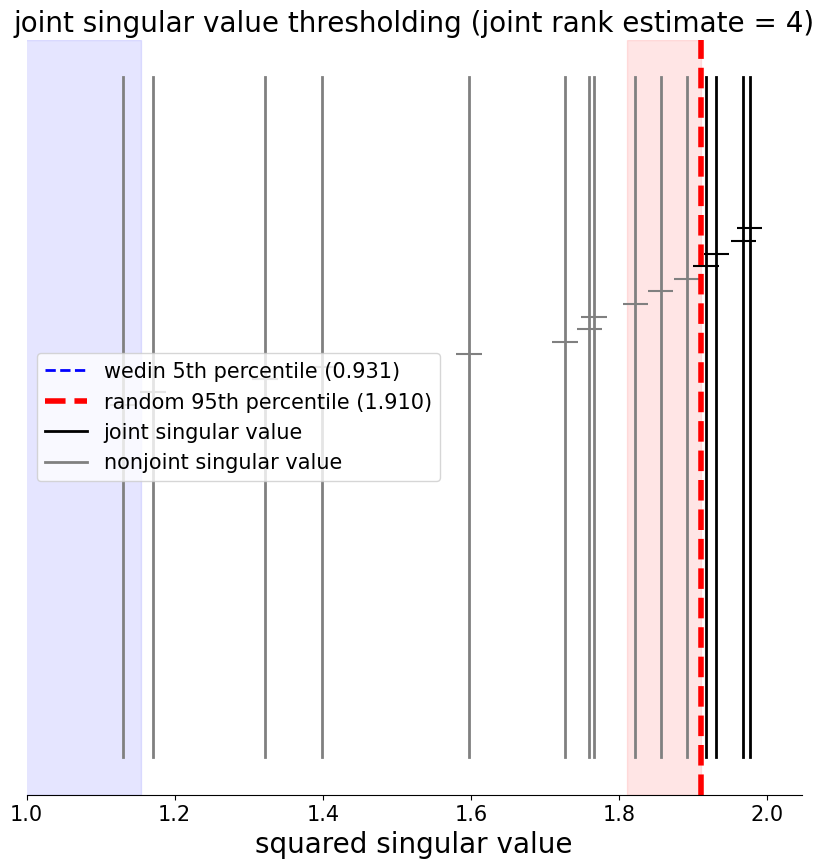 joint singular value thresholding (joint rank estimate = 4)
wedin 5th percentile (0.931)
random 95th percentile (1.910)
joint singular value
nonjoint singular value
1.0 1.2 1.4 1.6 1.8 2.0
squared singular value